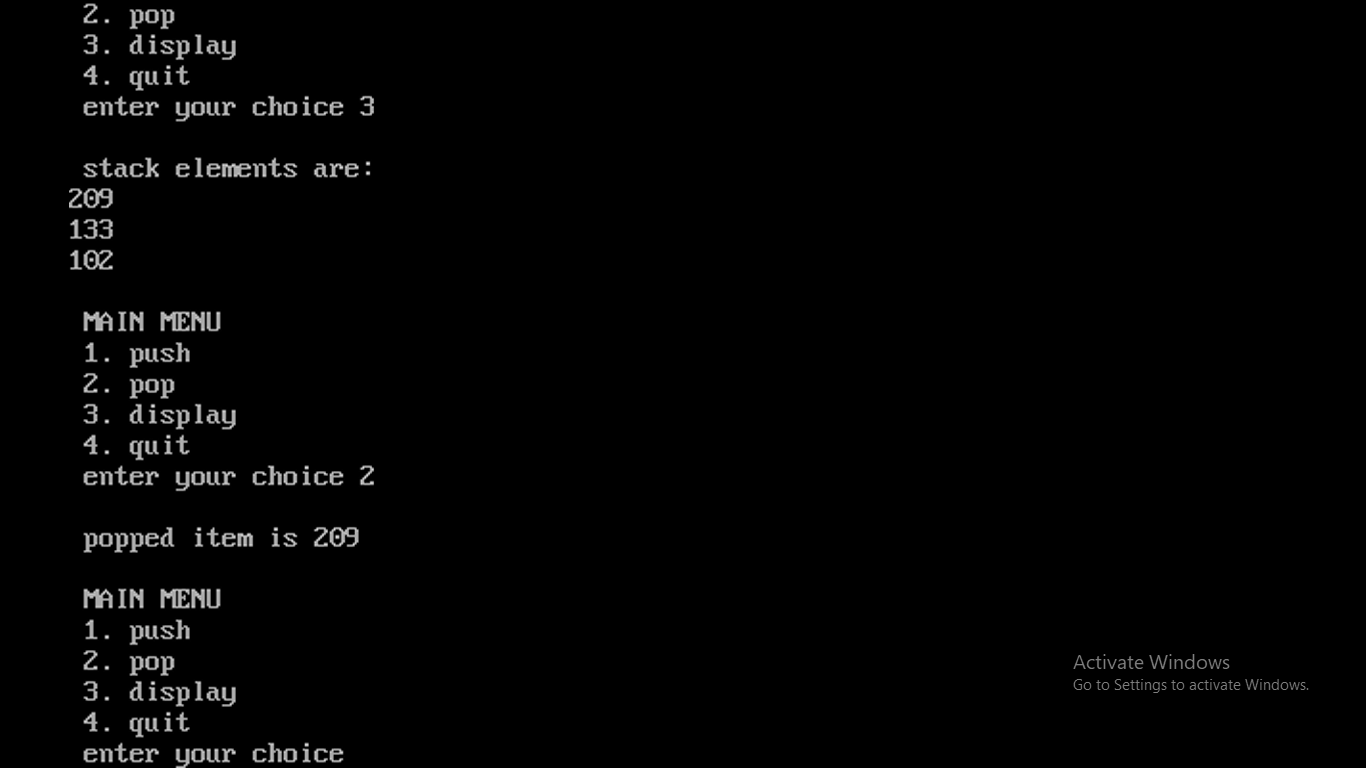 2. pop
3. display
4. quit
enter your choice 3
stack elements are:
209
133
102
MAIN MENU
1. push
2. pop
3. display
4. quit
enter your choice 2
popped item is 209
MAIN MENU
1. push
2. pop
3. display
4. quit
enter your choice
Activate Windows
Go to Settings to activate Windows.